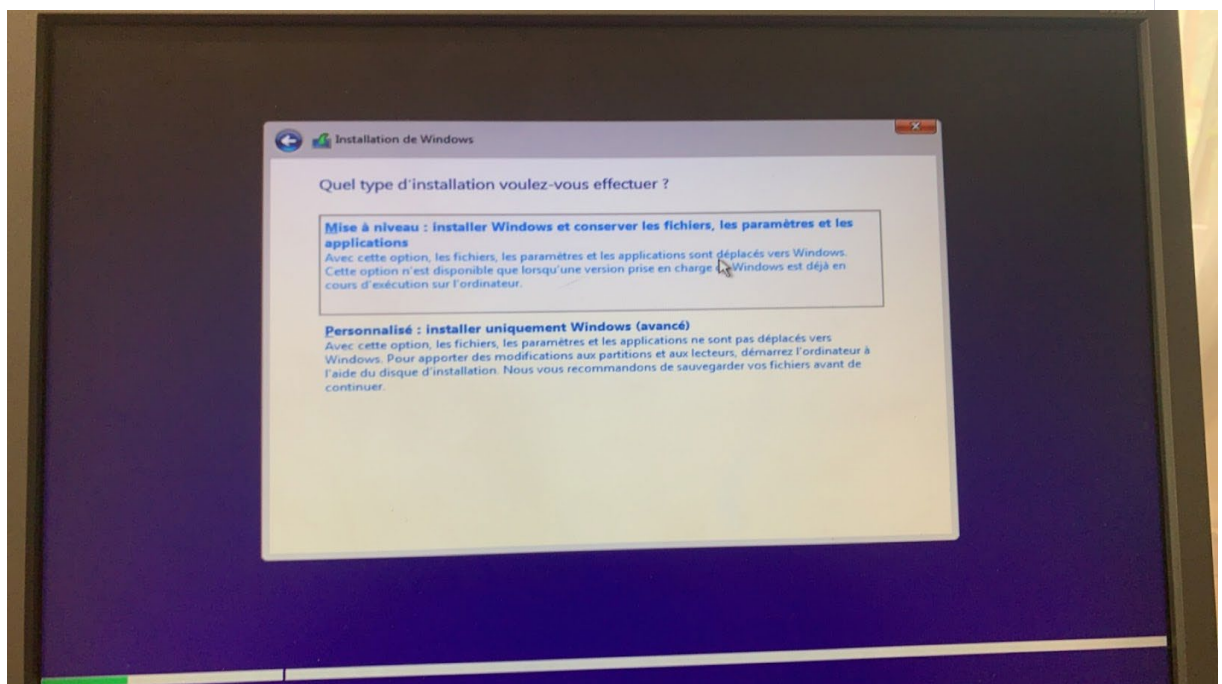 Installation de Windows
Quel type d'installation voulez-vous effectuer ?
Mise à niveau : installer Windows et conserver les fichiers, les paramètres et les
applications
Avec cette option, les fichiers, les paramètres et les applications sont déplacés vers Windows.
Cette option n'est disponible que lorsqu'une version prise en charge de Windows est déjà en
cours d'exécution sur l'ordinateur.
Personnalisé : installer uniquement Windows (avancé)
Avec cette option, les fichiers, les paramètres et les applications ne sont pas déplacés vers
Windows. Pour apporter des modifications aux partitions et aux lecteurs, démarrez l'ordinateur à
l'aide du disque d'installation. Nous vous recommandons de sauvegarder vos fichiers avant de
continuer.